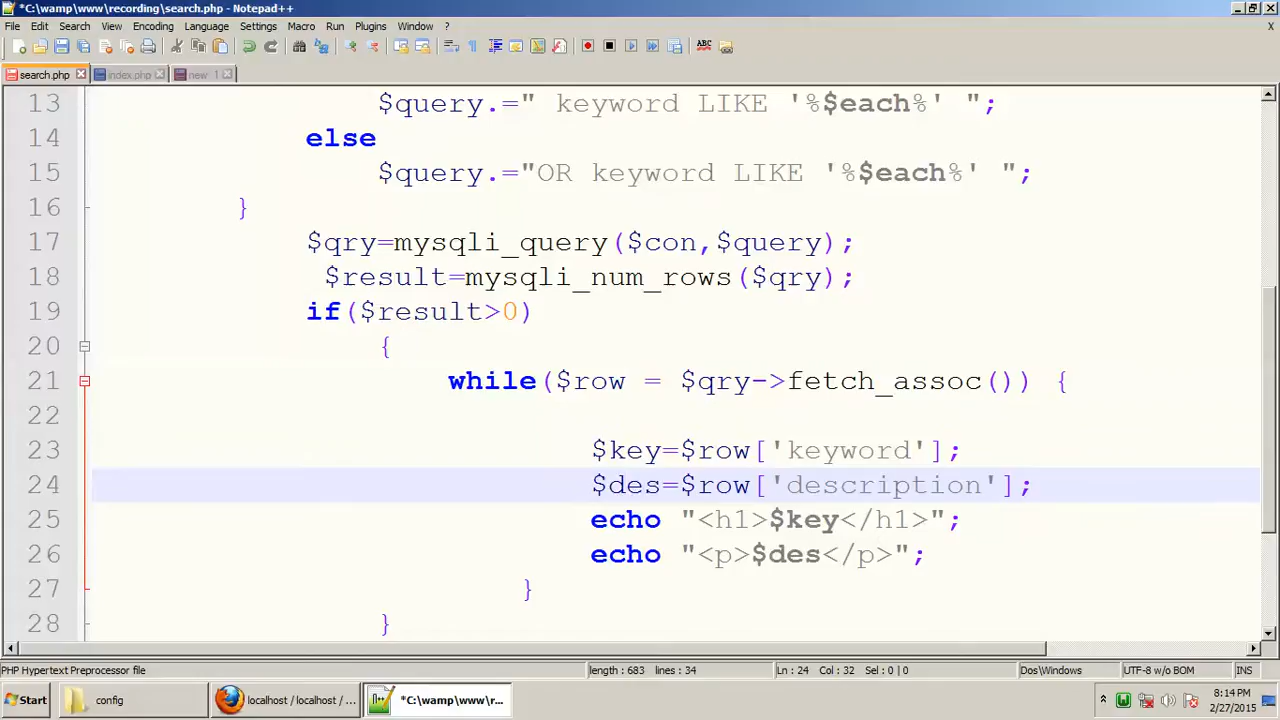 *C:\wamp\www\recording\search.php - Notepad++
File Edit Search View Encoding Language Settings Macro Run Plugins Window ? X
search.php index.php new 1
13 $query.=" keyword LIKE '%$each%' ";
14 else
15 $query.="OR keyword LIKE '%$each%' ";
16 }
17 $qry=mysqli_query($con,$query);
18 $result=mysqli_num_rows($qry);
19 if($result>0)
20 {
21 while($row = $qry->fetch_assoc()) {
22
23 $key=$row['keyword'];
24 $des=$row['description'];
25 echo "<h1>$key</h1>";
26 echo "<p>$des</p>";
27 }
28 }
PHP Hypertext Preprocessor file length : 683 lines : 34 Ln : 24 Col : 32 Sel : 0 | 0 Dos\Windows UTF-8 w/o BOM INS
Start config localhost / localhost / ... *C:\wamp\www\r... 8:14 PM
2/27/2015